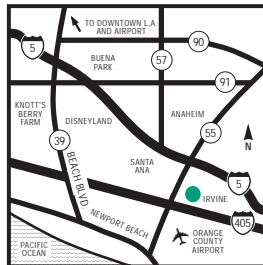 TO DOWNTOWN L.A.
AND AIRPORT
5
90
BUENA
PARK
57
91
KNOTT'S
BERRY
FARM
DISNEYLAND
ANAHEIM
39
55
N
SANTA
ANA
BEACH BLVD.
5
IRVINE
NEWPORT BEACH
405
ORANGE
COUNTY
AIRPORT
PACIFIC
OCEAN